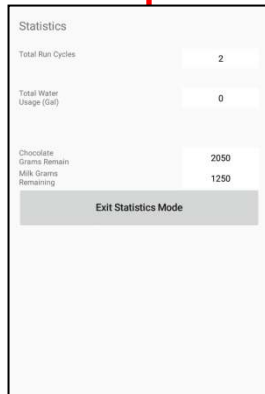 Statistics
Total Run Cycles
2
Total Water
Usage (Gal)
0
Chocolate
Grams Remain
2050
Milk Grams
Remaining
1250
Exit Statistics Mode